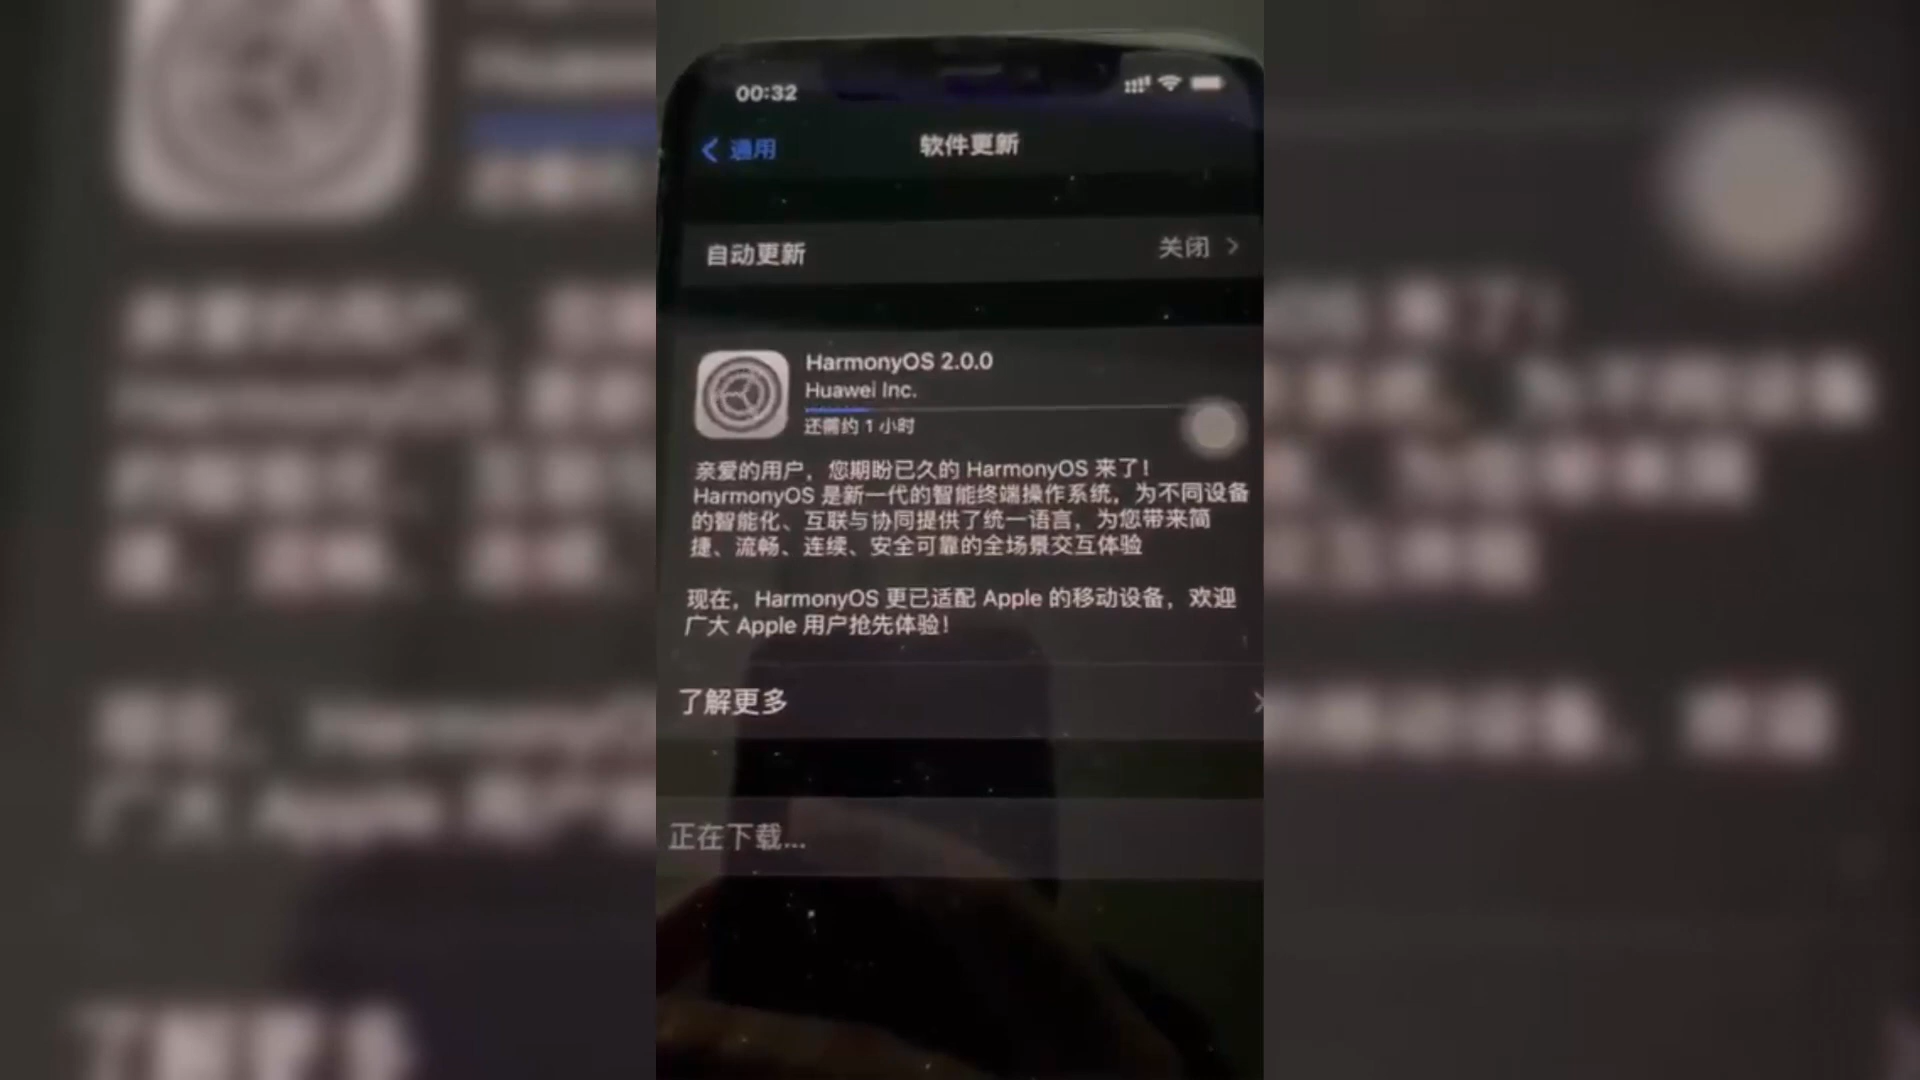 00:32
通用
软件更新
自动更新
关闭
HarmonyOS 2.0.0
Huawei Inc.
还需约 1 小时
亲爱的用户，您期盼已久的 HarmonyOS 来了！
HarmonyOS 是新一代的智能终端操作系统，为不同设备
的智能化、互联与协同提供了统一语言，为您带来简
捷、流畅、连续、安全可靠的全场景交互体验
现在，HarmonyOS 更已适配 Apple 的移动设备，欢迎
广大 Apple 用户抢先体验！
了解更多
正在下载...